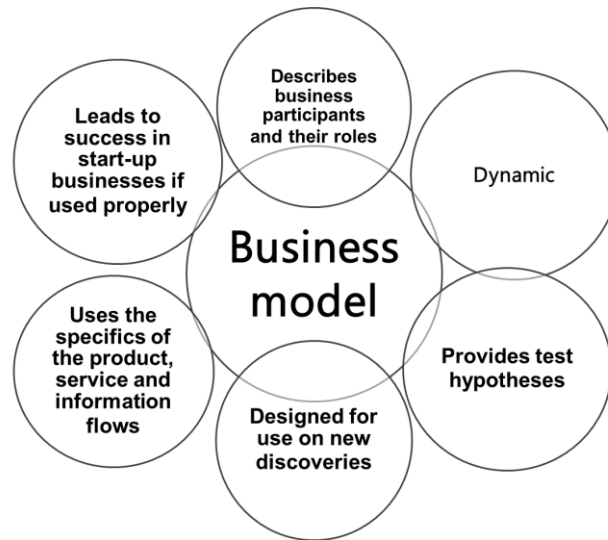 Describes
business
participants
and their roles
Leads to
success in
start-up
businesses if
used properly
Dynamic
Business
model
Uses the
specifics of
the product,
service and
information
flows
Provides test
hypotheses
Designed for
use on new
discoveries